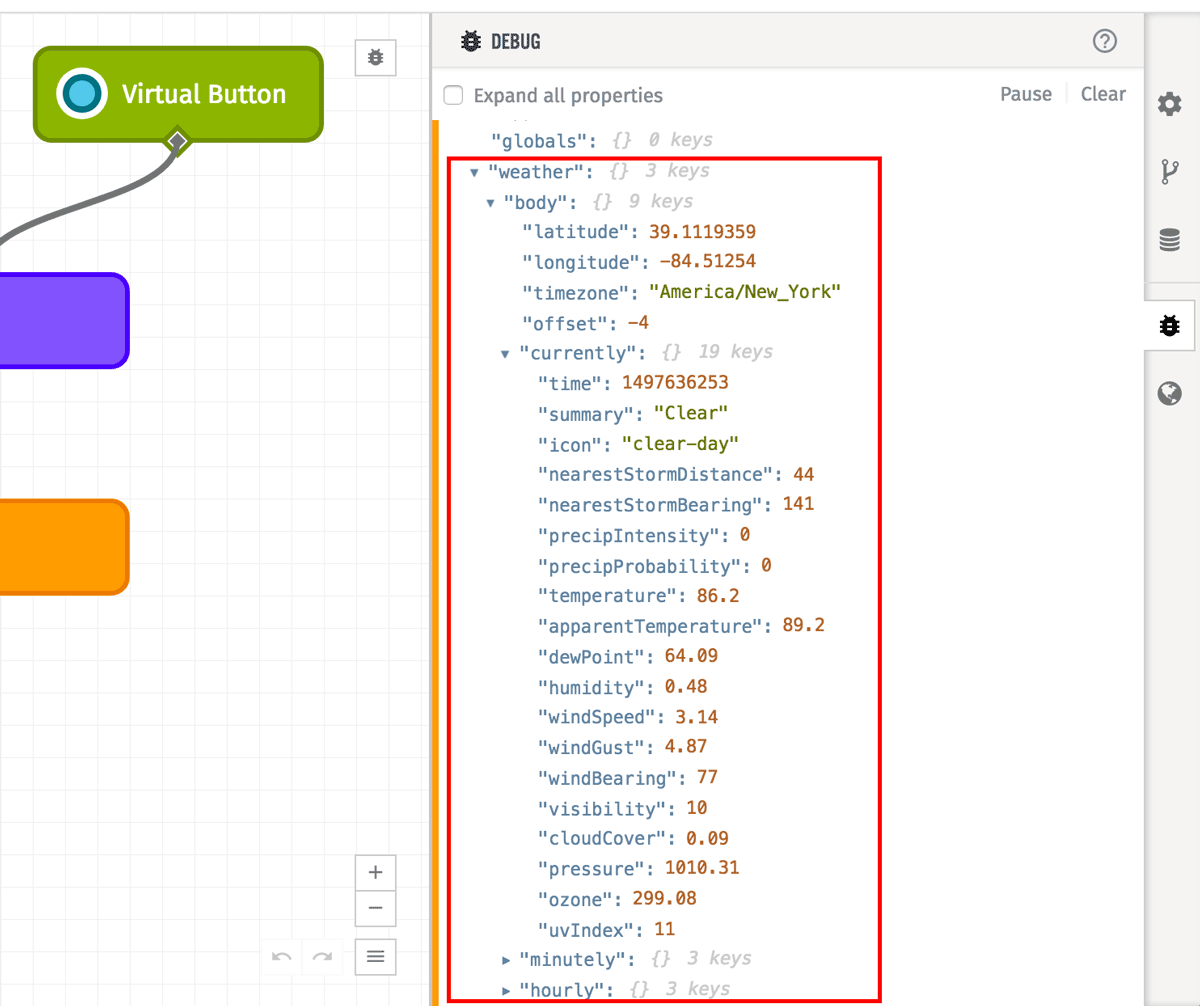 Virtual Button
DEBUG
Expand all properties
Pause
Clear
"globals": {} 0 keys
"weather": {} 3 keys
"body": {} 9 keys
"latitude": 39.1119359
"longitude": -84.51254
"timezone": "America/New_York"
"offset": -4
"currently": {} 19 keys
"time": 1497636253
"summary": "Clear"
"icon": "clear-day"
"nearestStormDistance": 44
"nearestStormBearing": 141
"precipIntensity": 0
"precipProbability": 0
"temperature": 86.2
"apparentTemperature": 89.2
"dewPoint": 64.09
"humidity": 0.48
"windSpeed": 3.14
"windGust": 4.87
"windBearing": 77
"visibility": 10
"cloudCover": 0.09
"pressure": 1010.31
"ozone": 299.08
"uvIndex": 11
"minutely": {} 3 keys
"hourly": {} 3 keys